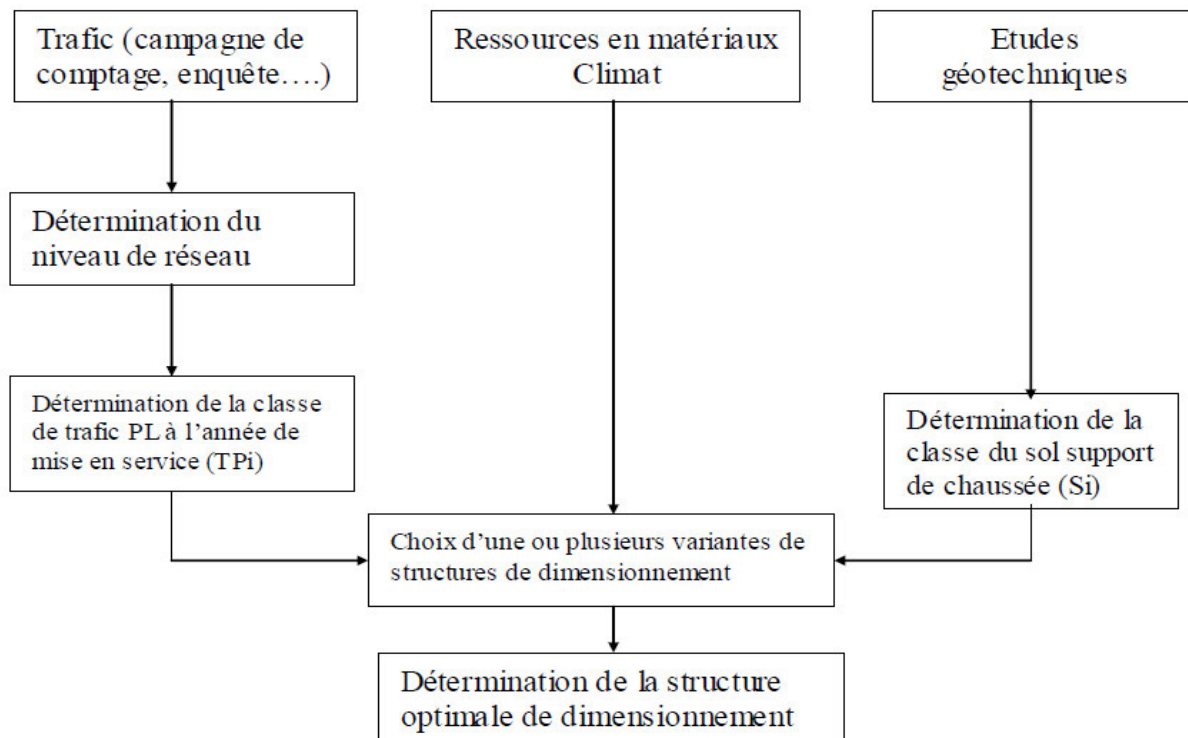 Trafic (campagne de
comptage, enquête….)
Ressources en matériaux
Climat
Etudes
géotechniques
Détermination du
niveau de réseau
Détermination de la classe
de trafic PL à l’année de
mise en service (TPi)
Détermination de la
classe du sol support
de chaussée (Si)
Choix d’une ou plusieurs variantes de
structures de dimensionnement
Détermination de la structure
optimale de dimensionnement